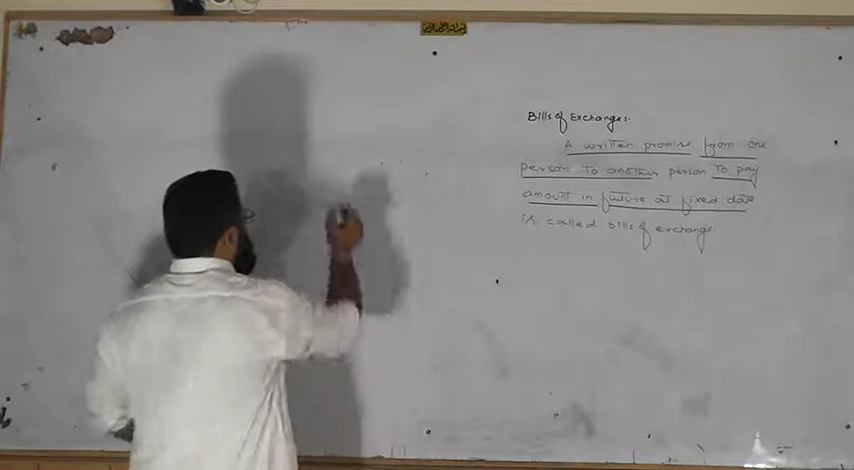 Bills of Exchanges.
A written promise from one
person To another person To pay
amount in future at fixed date
is called Bills of exchange